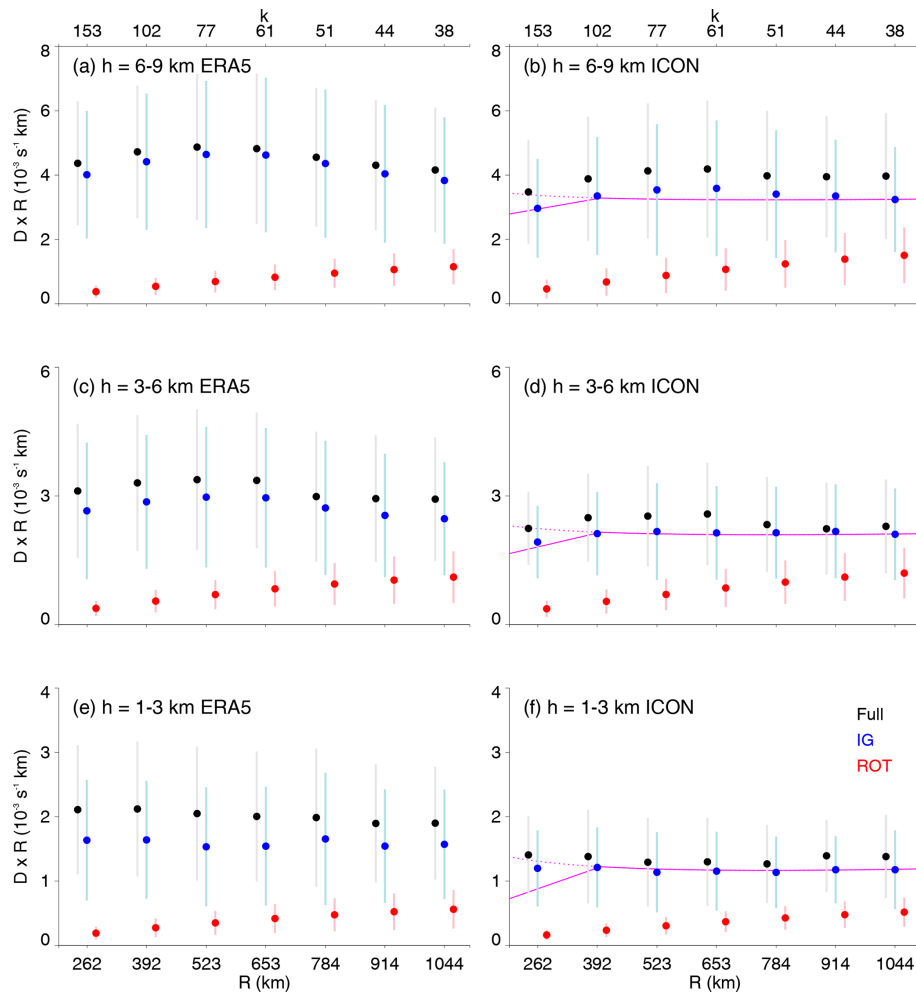 k
k
153 102 77 61 51 44 38
153 102 77 61 51 44 38
8
6
4
2
0
D x R (10⁻³ s⁻¹ km)
(a) h = 6-9 km ERA5
8
6
4
2
0
(b) h = 6-9 km ICON
6
3
0
D x R (10⁻³ s⁻¹ km)
(c) h = 3-6 km ERA5
6
3
0
(d) h = 3-6 km ICON
4
3
2
1
0
D x R (10⁻³ s⁻¹ km)
(e) h = 1-3 km ERA5
4
3
2
1
0
(f) h = 1-3 km ICON
Full
IG
ROT
262 392 523 653 784 914 1044
262 392 523 653 784 914 1044
R (km)
R (km)